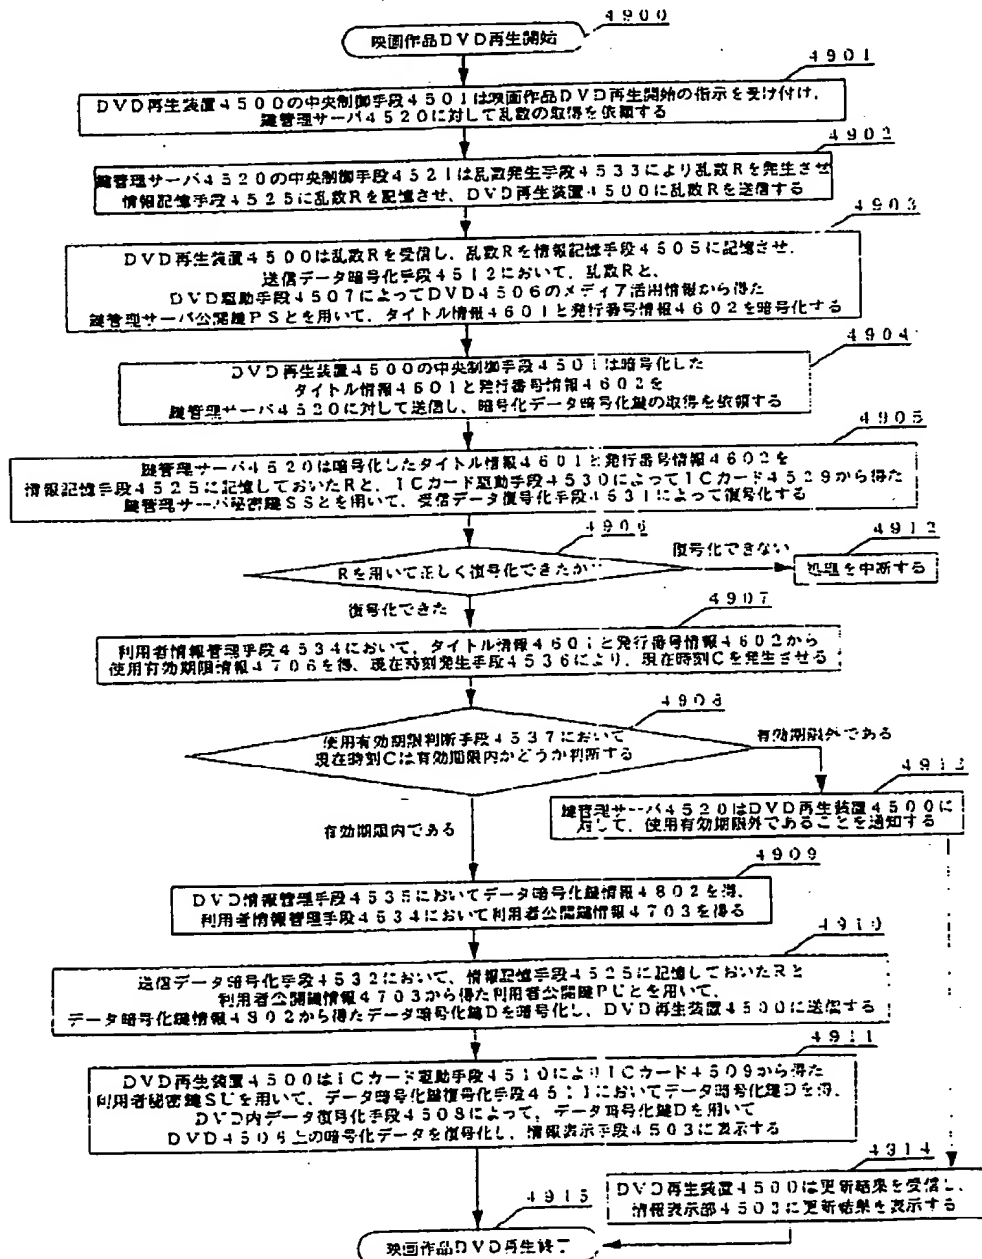 4900
映画作品DVD再生開始
4901
DVD再生装置4500の中央制御手段4501は映画作品DVD再生開始の指示を受け付け、
鍵管理サーバ4520に対して乱数の取得を依頼する
4902
鍵管理サーバ4520の中央制御手段4521は乱数発生手段4533により乱数Rを発生させ
情報記憶手段4525に乱数Rを記憶させ、DVD再生装置4500に乱数Rを送信する
4903
DVD再生装置4500は乱数Rを受信し、乱数Rを情報記憶手段4505に記憶させ、
送信データ暗号化手段4512において、乱数Rと、
DVD駆動手段4507によってDVD4506のメディア活用情報から得た
鍵管理サーバ公開鍵PSとを用いて、タイトル情報4601と発行番号情報4602を暗号化する
4904
DVD再生装置4500の中央制御手段4501は暗号化した
タイトル情報4601と発行番号情報4602を
鍵管理サーバ4520に対して送信し、暗号化データ暗号化鍵の取得を依頼する
4905
鍵管理サーバ4520は暗号化したタイトル情報4601と発行番号情報4602を
情報記憶手段4525に記憶しておいたRと、ICカード駆動手段4530によってICカード4529から得た
鍵管理サーバ秘密鍵SSとを用いて、受信データ復号化手段4531によって復号化する
4906
Rを用いて正しく復号化できたか
復号化できない
4912
処理を中断する
復号化できた
4907
利用者情報管理手段4534において、タイトル情報4601と発行番号情報4602から
使用有効期限情報4706を得、現在時刻発生手段4536により、現在時刻Cを発生させる
4908
使用有効期限判断手段4537において
現在時刻Cは有効期限内かどうか判断する
有効期限外である
4913
鍵管理サーバ4520はDVD再生装置4500に
対して、使用有効期限外であることを通知する
有効期限内である
4909
DVD情報管理手段4535においてデータ暗号化鍵情報4802を得、
利用者情報管理手段4534において利用者公開鍵情報4703を得る
4910
送信データ暗号化手段4532において、情報記憶手段4525に記憶しておいたRと
利用者公開鍵情報4703から得た利用者公開鍵PUとを用いて、
データ暗号化鍵情報4802から得たデータ暗号化鍵Dを暗号化し、DVD再生装置4500に送信する
4911
DVD再生装置4500はICカード駆動手段4510によりICカード4509から得た
利用者秘密鍵SUを用いて、データ暗号化鍵復号化手段4511においてデータ暗号化鍵Dを得、
DVD内データ復号化手段4508によって、データ暗号化鍵Dを用いて
DVD4506上の暗号化データを復号化し、情報表示手段4503に表示する
4914
DVD再生装置4500は更新結果を受信し、
情報表示部4503に更新結果を表示する
4915
映画作品DVD再生終了